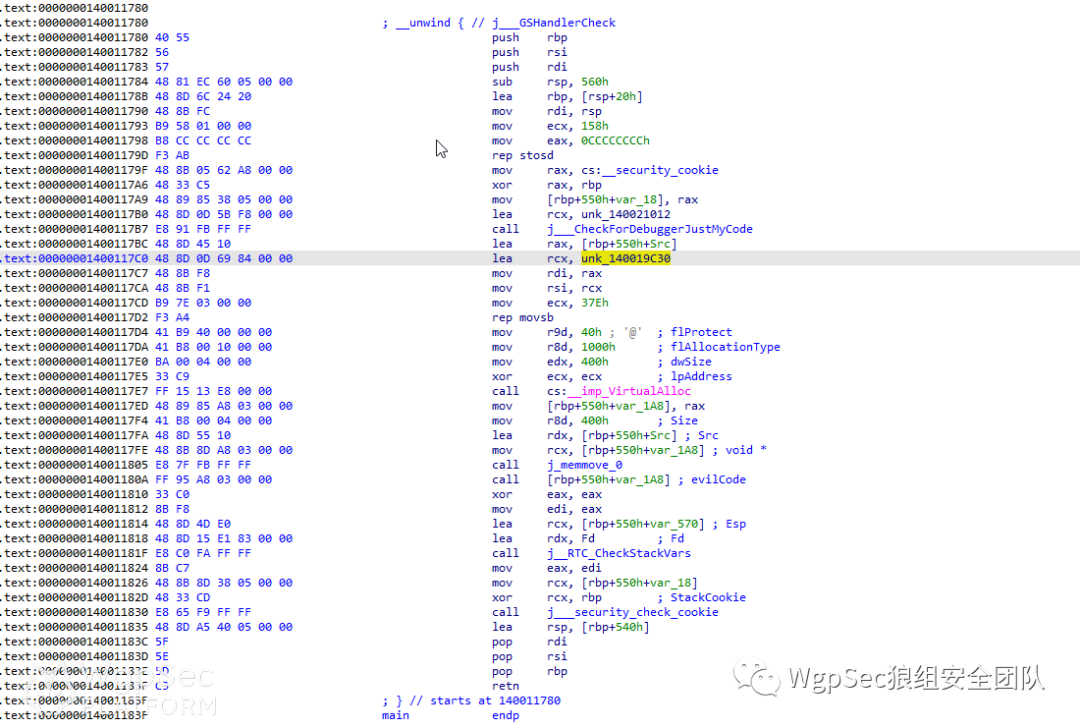 .text:0000000140011780
.text:0000000140011780 ; __unwind { // j___GSHandlerCheck
.text:0000000140011780 40 55 push rbp
.text:0000000140011782 56 push rsi
.text:0000000140011783 57 push rdi
.text:0000000140011784 48 81 EC 60 05 00 00 sub rsp, 560h
.text:000000014001178B 48 8D 6C 24 20 lea rbp, [rsp+20h]
.text:0000000140011790 48 8B FC mov rdi, rsp
.text:0000000140011793 B9 58 01 00 00 mov ecx, 158h
.text:0000000140011798 B8 CC CC CC CC mov eax, 0CCCCCCCCh
.text:000000014001179D F3 AB rep stosd
.text:000000014001179F 48 8B 05 62 A8 00 00 mov rax, cs:__security_cookie
.text:00000001400117A6 48 33 C5 xor rax, rbp
.text:00000001400117A9 48 89 85 38 05 00 00 mov [rbp+550h+var_18], rax
.text:00000001400117B0 48 8D 0D 5B F8 00 00 lea rcx, unk_140021012
.text:00000001400117B7 E8 91 FB FF FF call j___CheckForDebuggerJustMyCode
.text:00000001400117BC 48 8D 45 10 lea rax, [rbp+550h+Src]
.text:00000001400117C0 48 8D 0D 69 84 00 00 lea rcx, unk_140019C30
.text:00000001400117C7 48 8B F8 mov rdi, rax
.text:00000001400117CA 48 8B F1 mov rsi, rcx
.text:00000001400117CD B9 7E 03 00 00 mov ecx, 37Eh
.text:00000001400117D2 F3 A4 rep movsb
.text:00000001400117D4 41 B9 40 00 00 00 mov r9d, 40h ; '@' ; flProtect
.text:00000001400117DA 41 B8 00 10 00 00 mov r8d, 1000h ; flAllocationType
.text:00000001400117E0 BA 00 04 00 00 mov edx, 400h ; dwSize
.text:00000001400117E5 33 C9 xor ecx, ecx ; lpAddress
.text:00000001400117E7 FF 15 13 E8 00 00 call cs:__imp_VirtualAlloc
.text:00000001400117ED 48 89 85 A8 03 00 00 mov [rbp+550h+var_1A8], rax
.text:00000001400117F4 41 B8 00 04 00 00 mov r8d, 400h ; Size
.text:00000001400117FA 48 8D 55 10 lea rdx, [rbp+550h+Src] ; Src
.text:00000001400117FE 48 8B 8D A8 03 00 00 mov rcx, [rbp+550h+var_1A8] ; void *
.text:0000000140011805 E8 7F FB FF FF call j_memmove_0
.text:000000014001180A FF 95 A8 03 00 00 call [rbp+550h+var_1A8] ; evilCode
.text:0000000140011810 33 C0 xor eax, eax
.text:0000000140011812 8B F8 mov edi, eax
.text:0000000140011814 48 8D 4D E0 lea rcx, [rbp+550h+var_570] ; Esp
.text:0000000140011818 48 8D 15 E1 83 00 00 lea rdx, Fd ; Fd
.text:000000014001181F E8 C0 FA FF FF call j__RTC_CheckStackVars
.text:0000000140011824 8B C7 mov eax, edi
.text:0000000140011826 48 8B 8D 38 05 00 00 mov rcx, [rbp+550h+var_18]
.text:000000014001182D 48 33 CD xor rcx, rbp ; StackCookie
.text:0000000140011830 E8 65 F9 FF FF call j___security_check_cookie
.text:0000000140011835 48 8D A5 40 05 00 00 lea rsp, [rbp+540h]
.text:000000014001183C 5F pop rdi
.text:000000014001183D 5E pop rsi
.text:000000014001183E 5D pop rbp
.text:000000014001183F C3 retn
.text:000000014001183F ; } // starts at 140011780
.text:000000014001183F main endp
WgpSec狼组安全团队